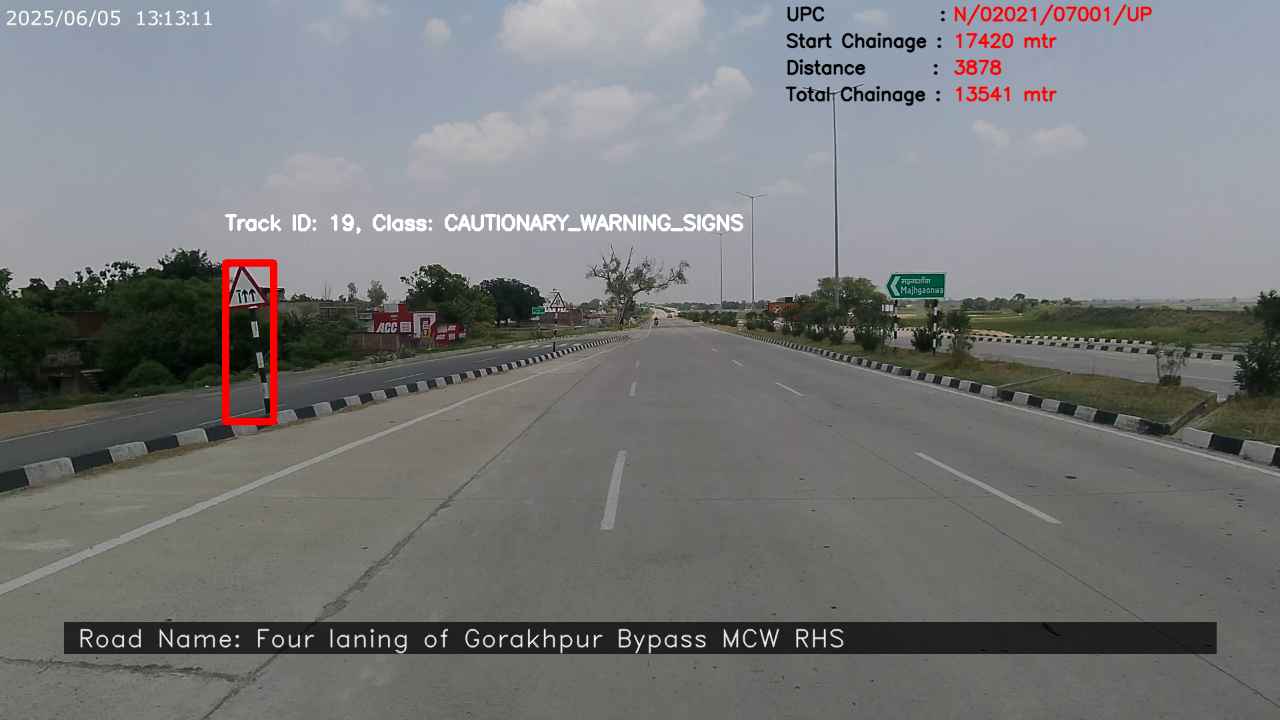 2025/06/05 13:13:11
UPC : N/02021/07001/UP
Start Chainage : 17420 mtr
Distance : 3878
Total Chainage : 13541 mtr
Track ID: 19, Class: CAUTIONARY_WARNING_SIGNS
Majhgaonwa
ACC
Road Name: Four laning of Gorakhpur Bypass MCW RHS